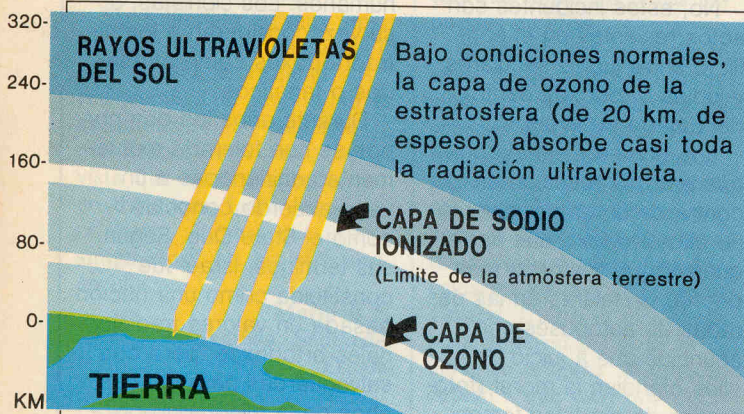 320-
240-
160-
80-
0-
KM
RAYOS ULTRAVIOLETAS
DEL SOL
Bajo condiciones normales,
la capa de ozono de la
estratosfera (de 20 km. de
espesor) absorbe casi toda
la radiación ultravioleta.
CAPA DE SODIO
IONIZADO
(Limite de la atmósfera terrestre)
CAPA DE
OZONO
TIERRA